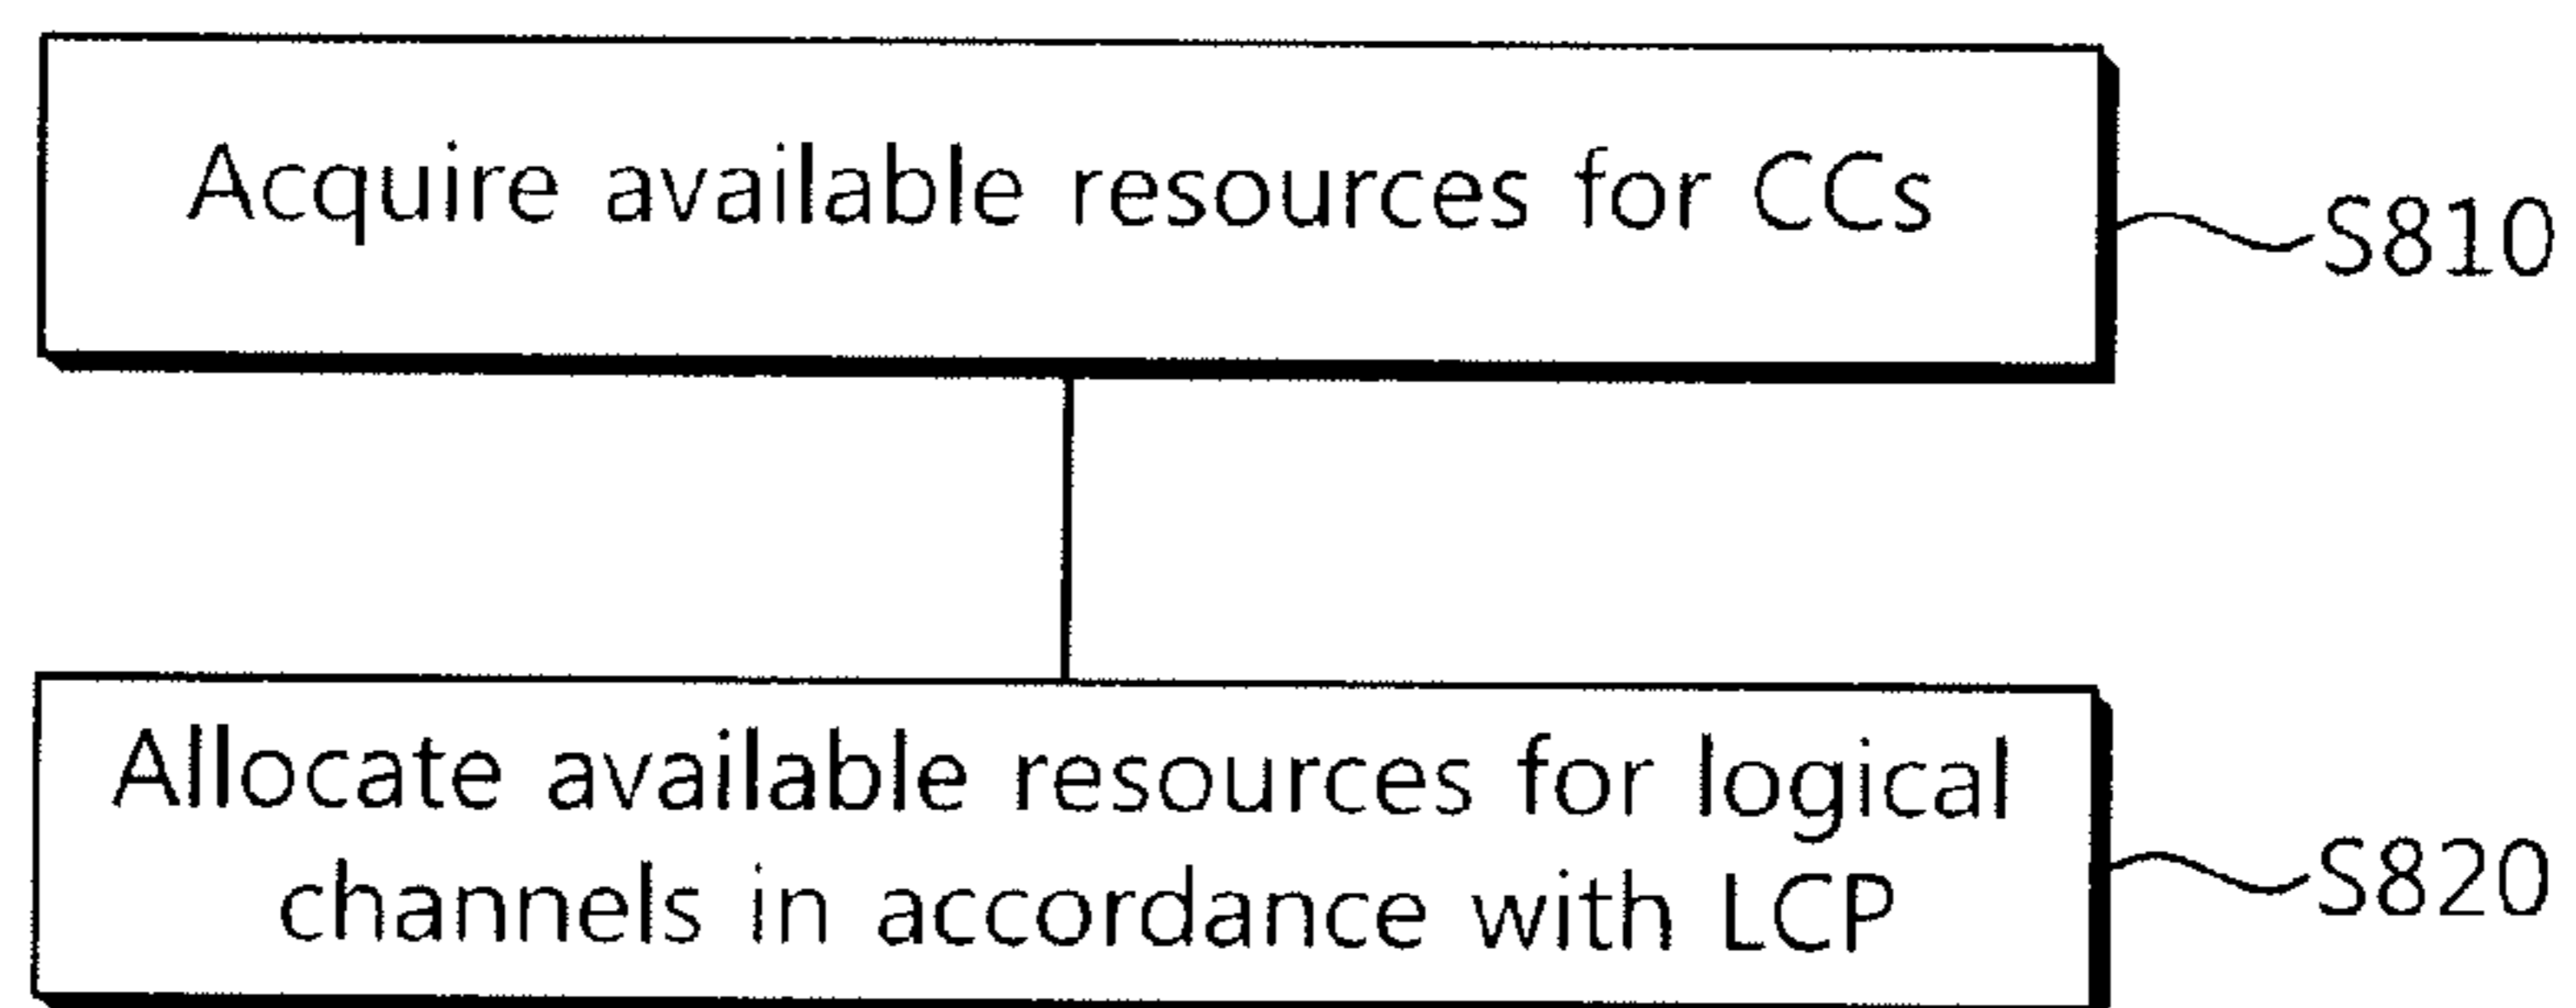 Acquire available resources for CCs
S810
Allocate available resources for logical
channels in accordance with LCP
S820